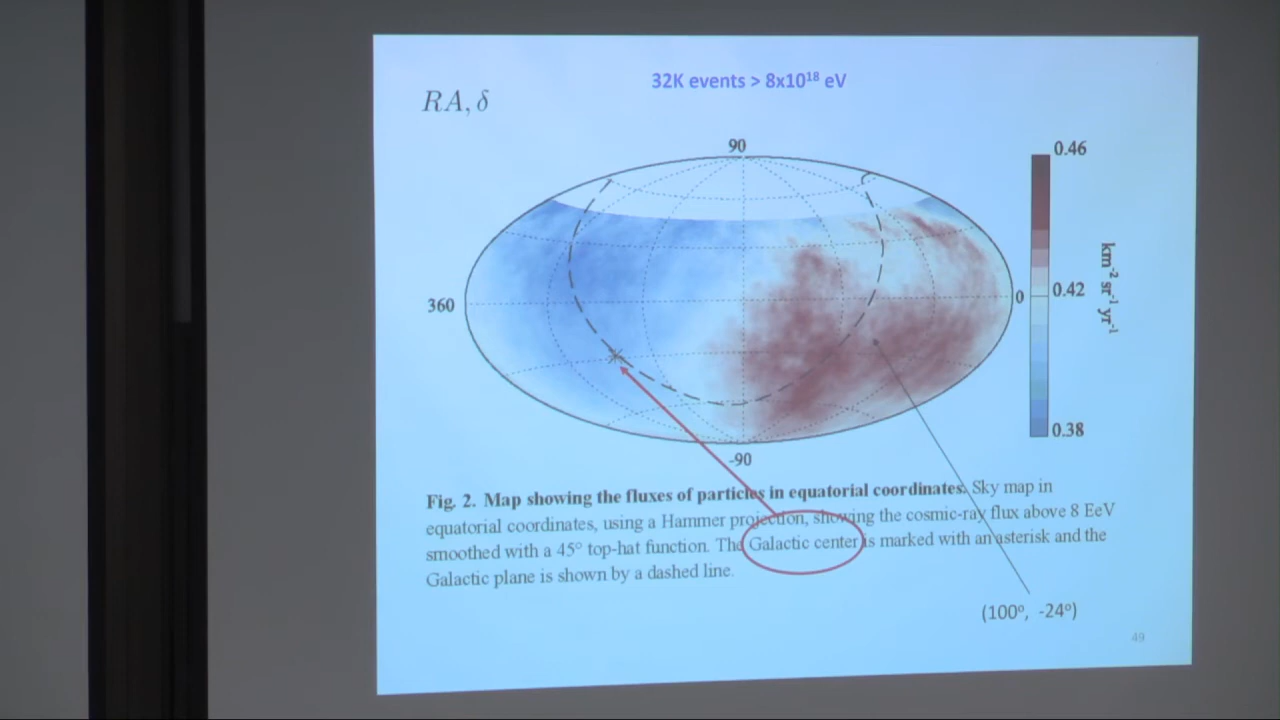 32K events > 8x10¹⁸ eV
RA, δ
90
0.46
360
0
0.42
km⁻² sr⁻¹ yr⁻¹
0.38
-90
Fig. 2. Map showing the fluxes of particles in equatorial coordinates. Sky map in
equatorial coordinates, using a Hammer projection, showing the cosmic-ray flux above 8 EeV
smoothed with a 45° top-hat function. The Galactic center is marked with an asterisk and the
Galactic plane is shown by a dashed line.
(100º, -24º)
49